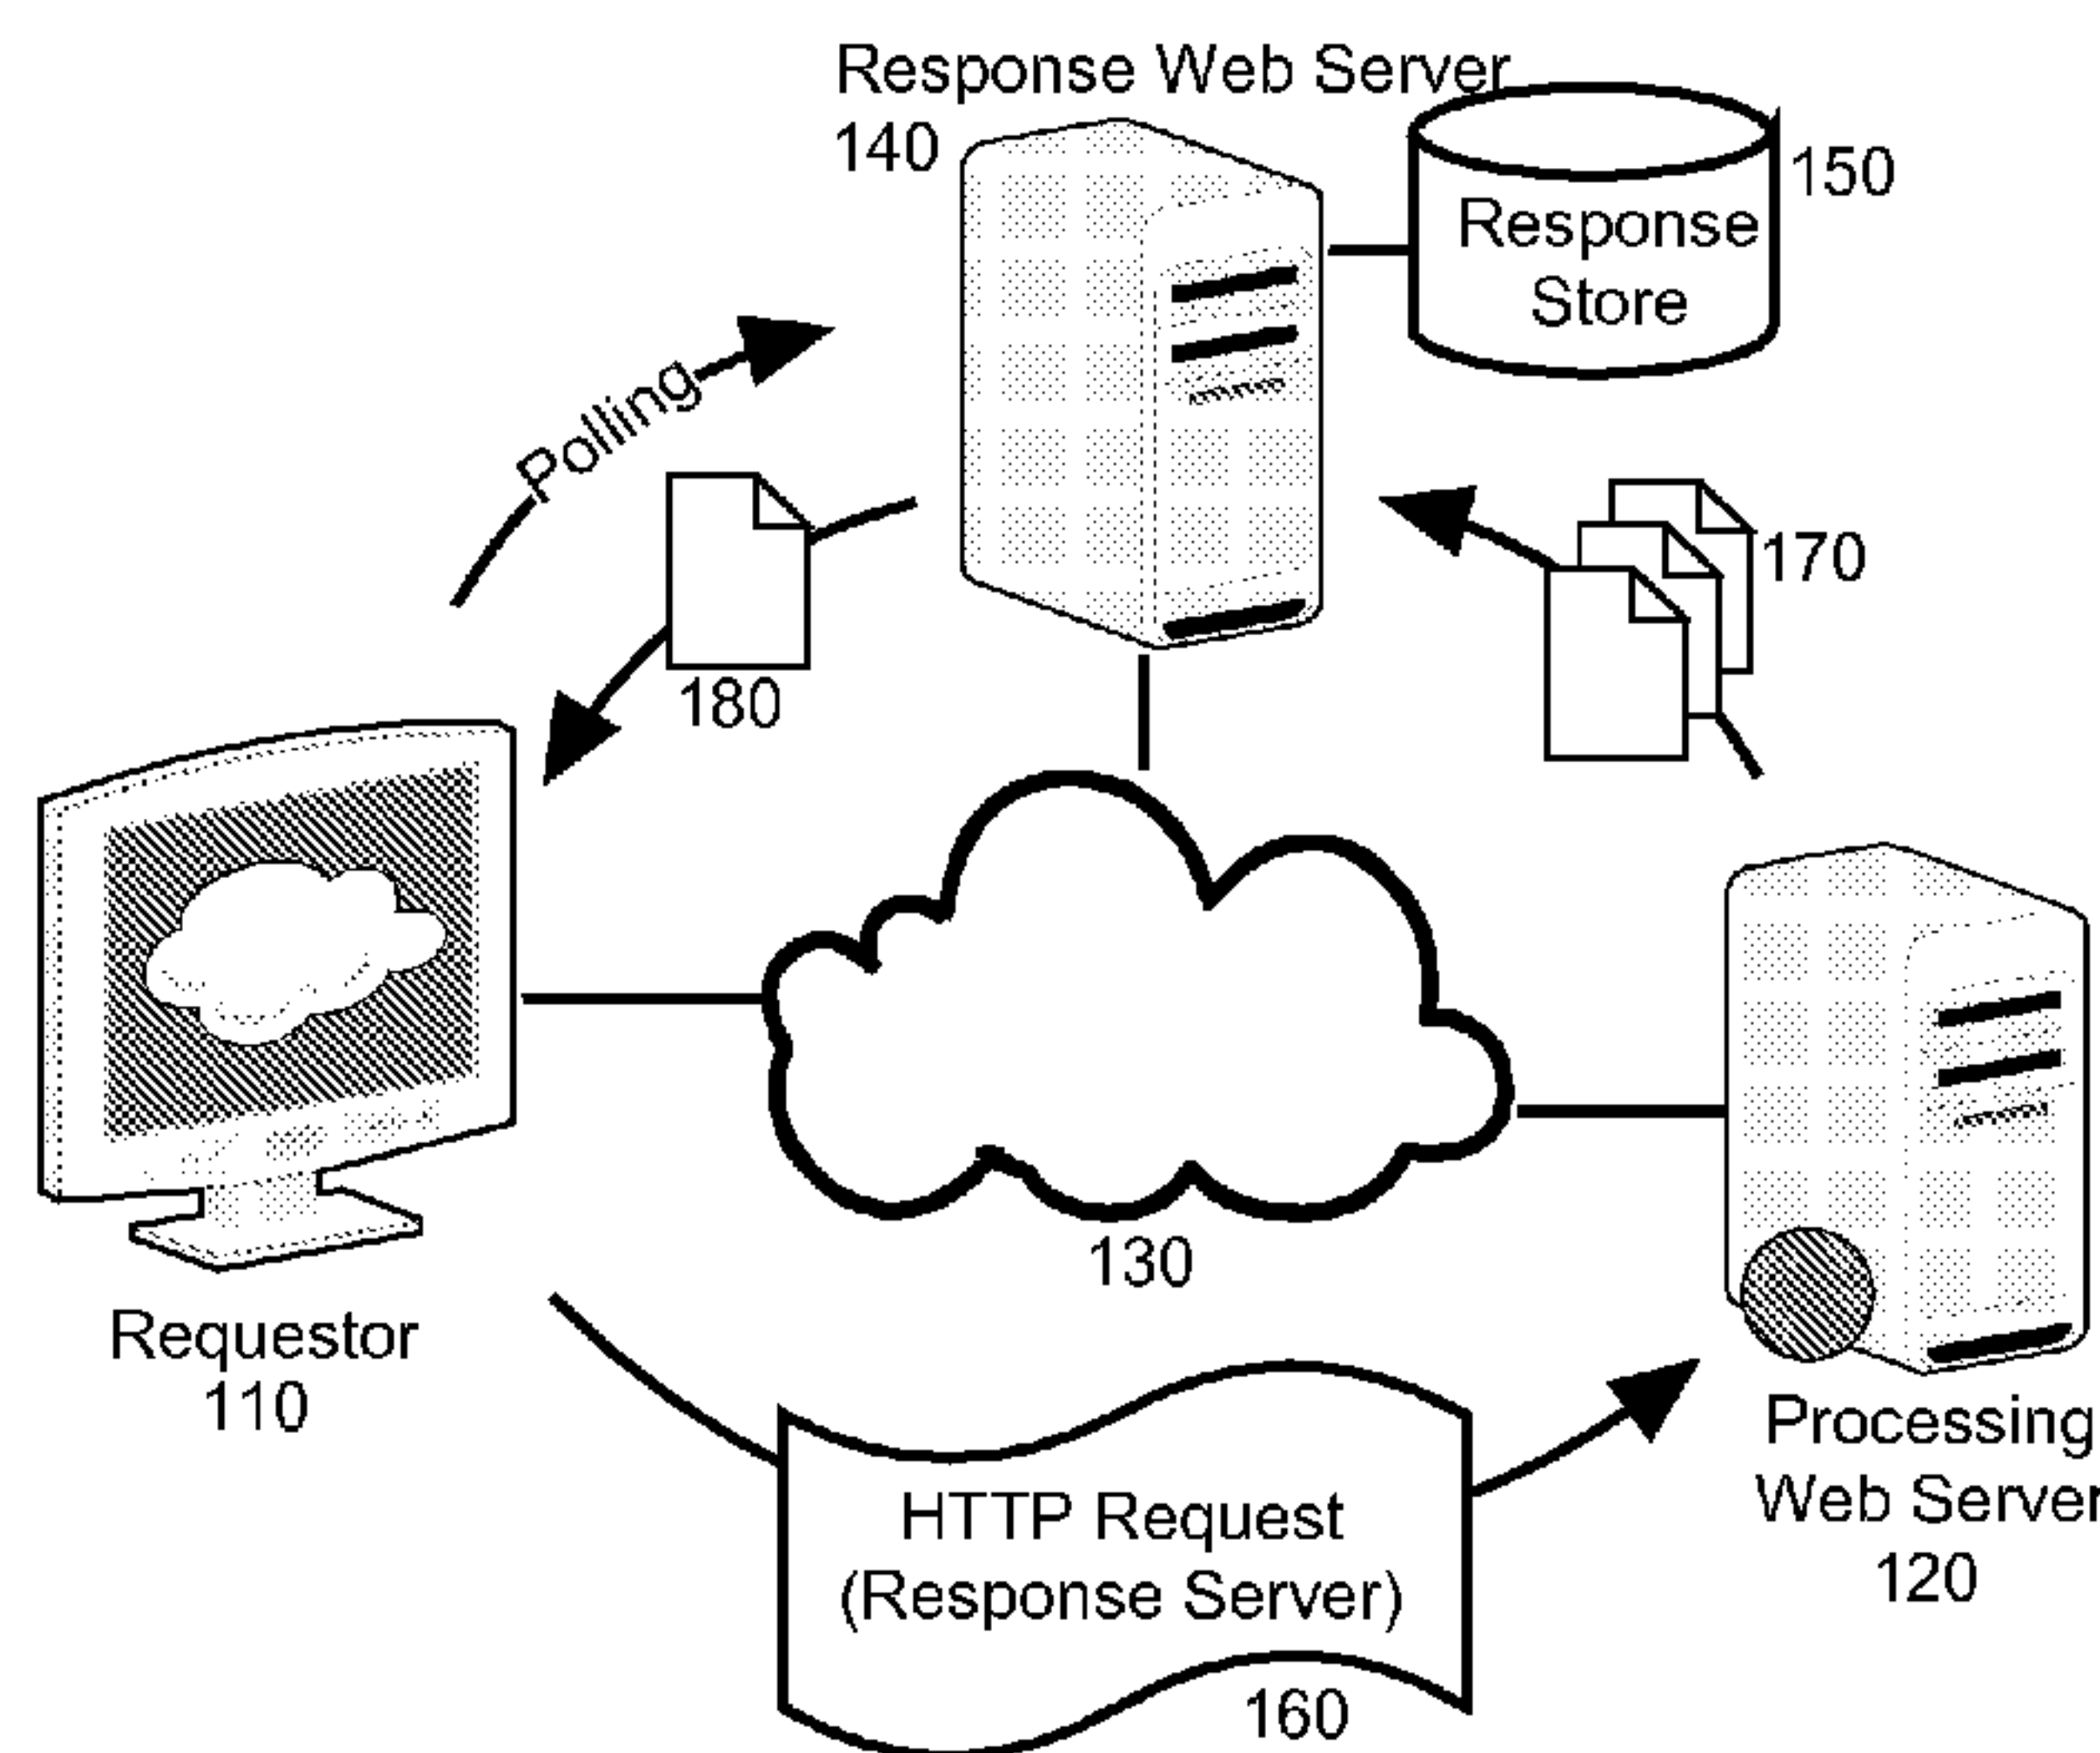 Response Web Server
140
150
Response
Store
Polling
170
180
130
Requestor
110
Processing
Web Server
120
HTTP Request
(Response Server)
160